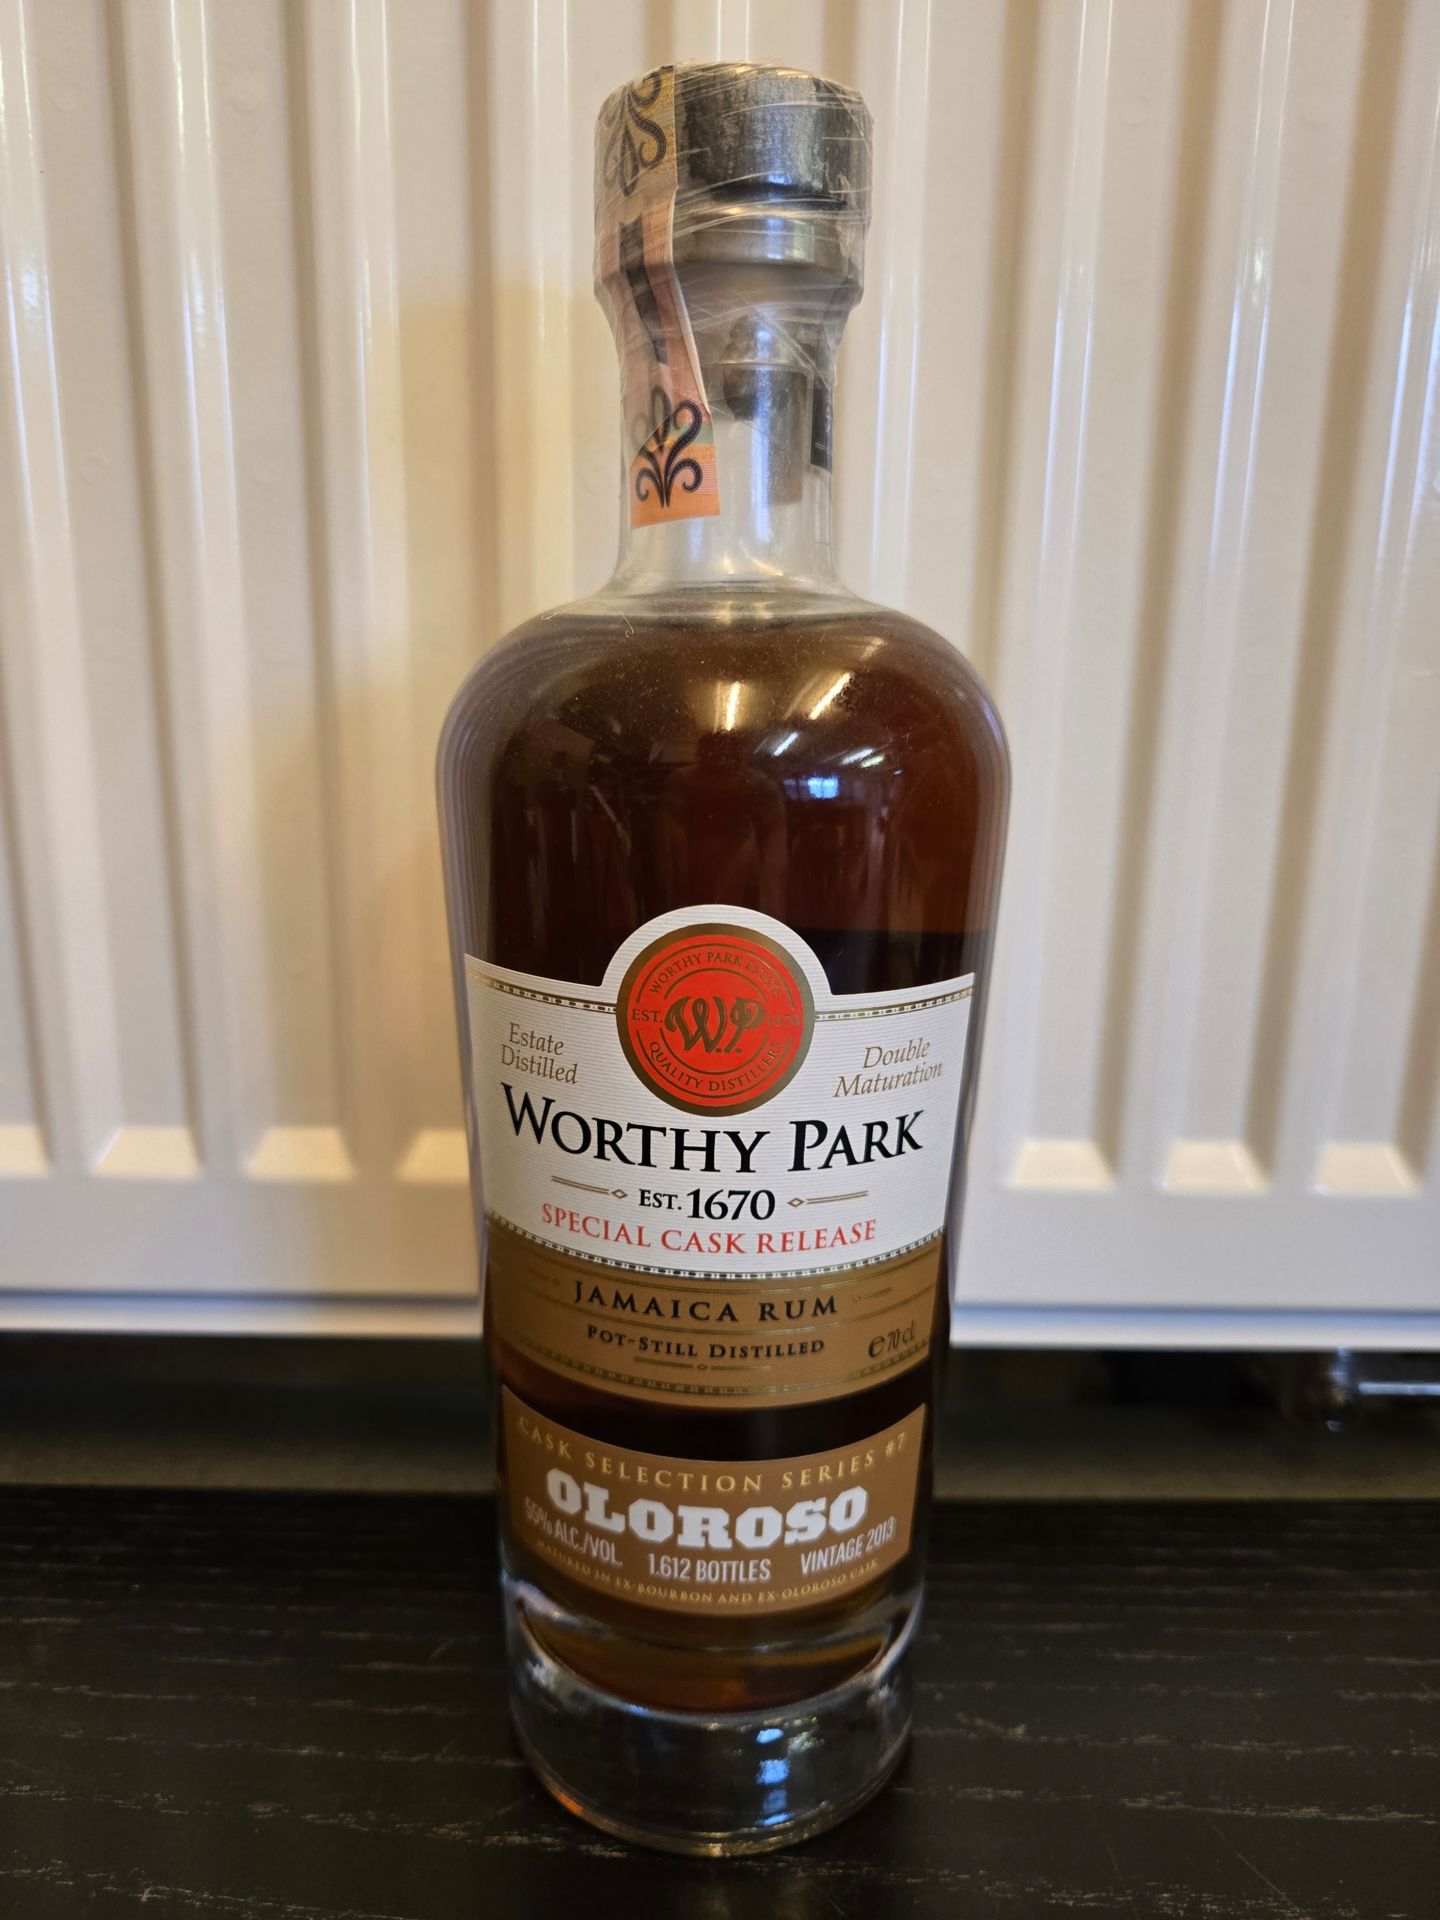 WORTHY PARK ESTATE
EST. 1670
W.P.
QUALITY DISTILLERS
Estate
Distilled
Double
Maturation
WORTHY PARK
EST. 1670
SPECIAL CASK RELEASE
JAMAICA RUM
POT-STILL DISTILLED
℮ 70 cl
CASK SELECTION SERIES #7
OLOROSO
55% ALC./VOL. 1.612 BOTTLES VINTAGE 2013
MATURED IN EX-BOURBON AND EX-OLOROSO CASK